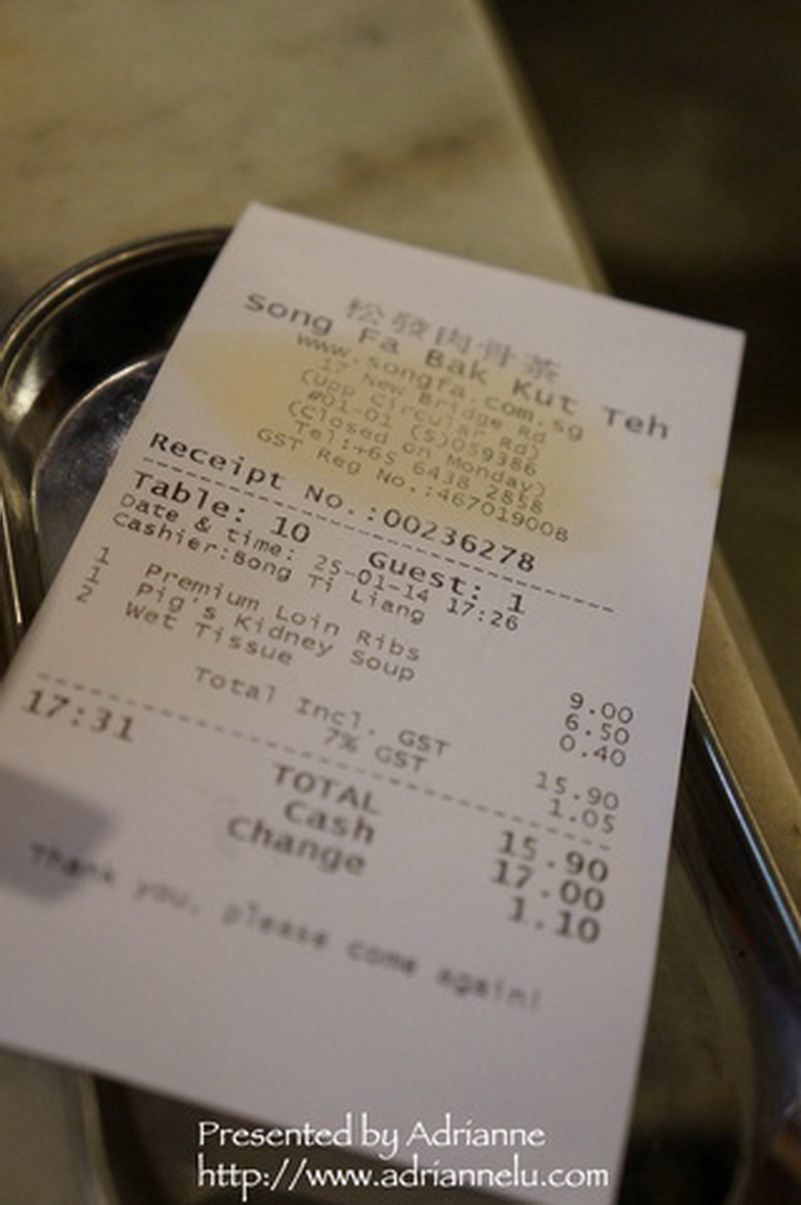 松發肉骨茶
Song Fa Bak Kut Teh
www.songfa.com.sg
17 New Bridge Rd
(Upp Circular Rd)
#01-01 (S)059386
(Closed on Monday)
Tel:+65 6438 2858
GST Reg No.:46701900B
Receipt No.:00236278
Table: 10 Guest: 1
Date & time: 25-01-14 17:26
Cashier:Bong Ti Liang
1 Premium Loin Ribs 9.00
1 Pig's Kidney Soup 6.50
2 Wet Tissue 0.40
Total Incl. GST 15.90
7% GST 1.05
17:31
TOTAL 15.90
Cash 17.00
Change 1.10
Thank you, please come again!
Presented by Adrianne
http://www.adriannelu.com